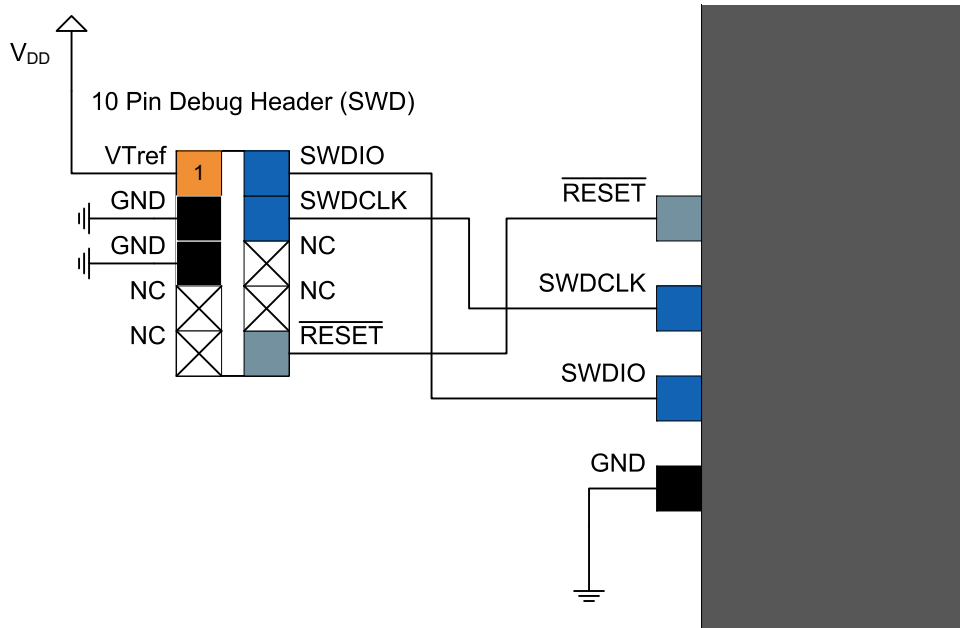 V_DD
10 Pin Debug Header (SWD)
VTref 1 SWDIO
GND SWDCLK
GND NC
NC NC
NC RESET
RESET
SWDCLK
SWDIO
GND